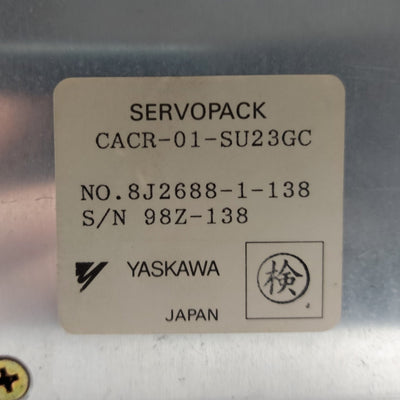 SERVOPACK
CACR-01-SU23GC
NO.8J2688-1-138
S/N 98Z-138
YASKAWA
検
JAPAN